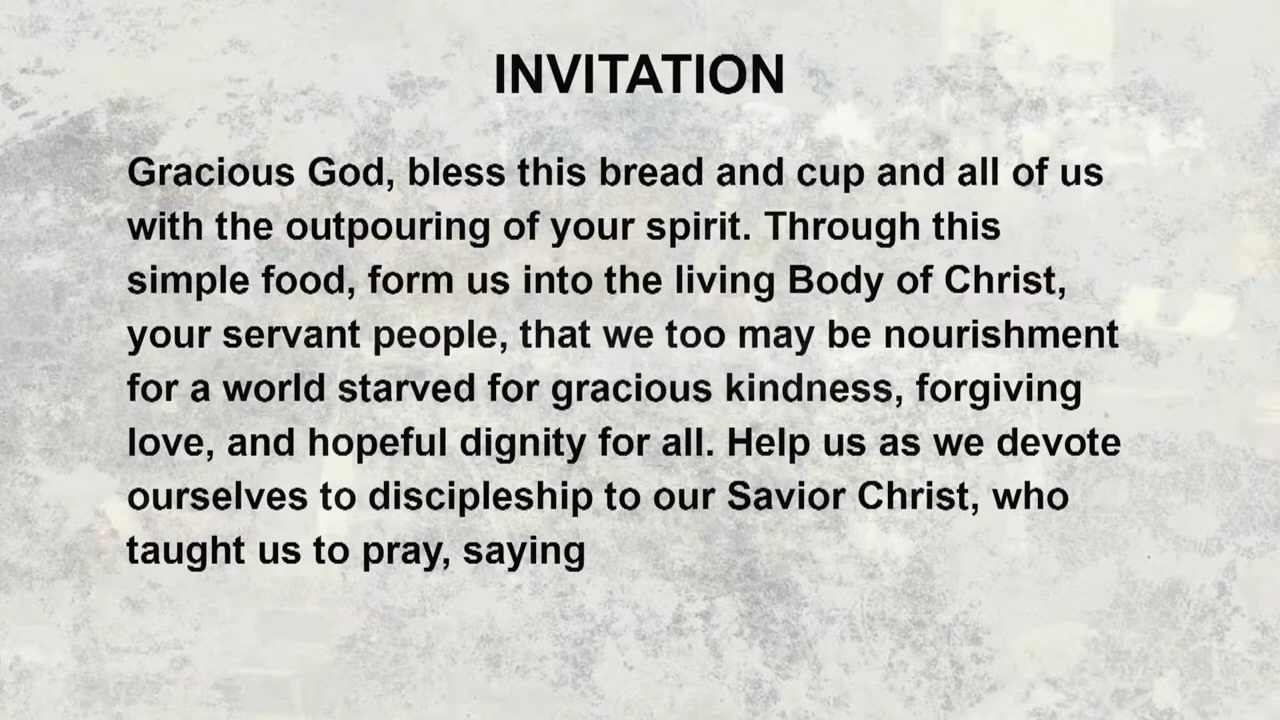 INVITATION
Gracious God, bless this bread and cup and all of us
with the outpouring of your spirit. Through this
simple food, form us into the living Body of Christ,
your servant people, that we too may be nourishment
for a world starved for gracious kindness, forgiving
love, and hopeful dignity for all. Help us as we devote
ourselves to discipleship to our Savior Christ, who
taught us to pray, saying